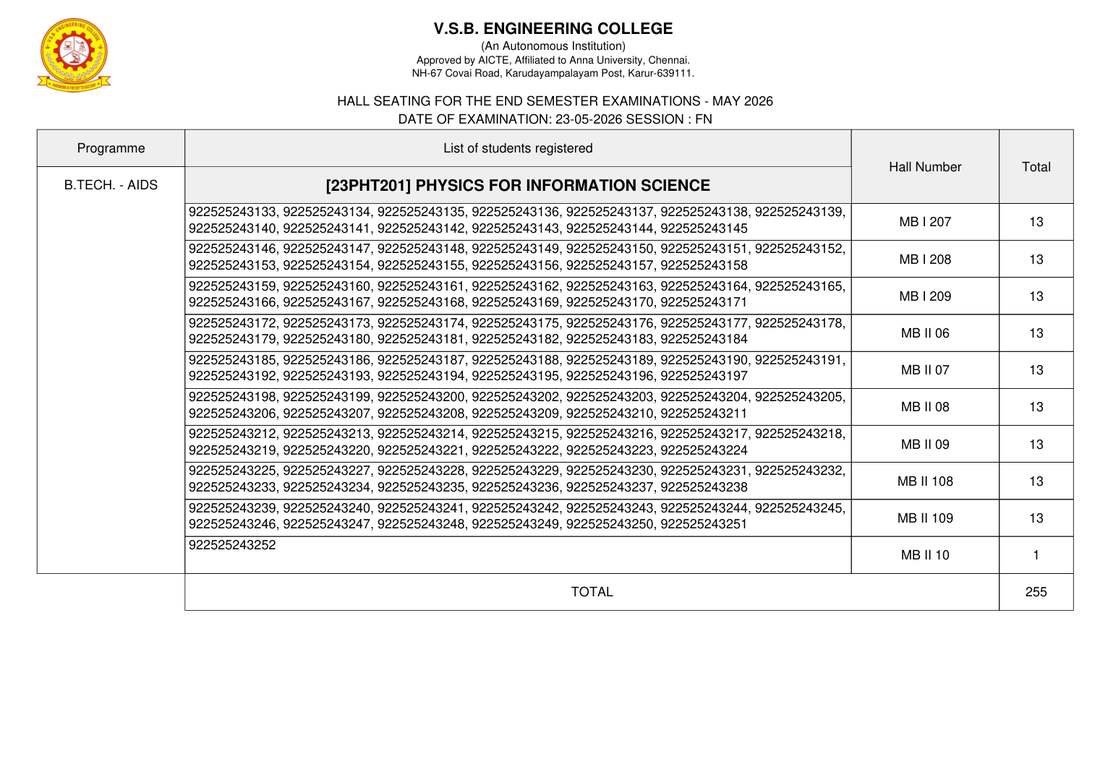 V.S.B. ENGINEERING COLLEGE
(An Autonomous Institution)
Approved by AICTE, Affiliated to Anna University, Chennai.
NH-67 Covai Road, Karudayampalayam Post, Karur-639111.
HALL SEATING FOR THE END SEMESTER EXAMINATIONS - MAY 2026
DATE OF EXAMINATION: 23-05-2026 SESSION : FN
Programme List of students registered Hall Number Total
B.TECH. - AIDS [23PHT201] PHYSICS FOR INFORMATION SCIENCE
922525243133, 922525243134, 922525243135, 922525243136, 922525243137, 922525243138, 922525243139,
922525243140, 922525243141, 922525243142, 922525243143, 922525243144, 922525243145
MB I 207 13
922525243146, 922525243147, 922525243148, 922525243149, 922525243150, 922525243151, 922525243152,
922525243153, 922525243154, 922525243155, 922525243156, 922525243157, 922525243158
MB I 208 13
922525243159, 922525243160, 922525243161, 922525243162, 922525243163, 922525243164, 922525243165,
922525243166, 922525243167, 922525243168, 922525243169, 922525243170, 922525243171
MB I 209 13
922525243172, 922525243173, 922525243174, 922525243175, 922525243176, 922525243177, 922525243178,
922525243179, 922525243180, 922525243181, 922525243182, 922525243183, 922525243184
MB II 06 13
922525243185, 922525243186, 922525243187, 922525243188, 922525243189, 922525243190, 922525243191,
922525243192, 922525243193, 922525243194, 922525243195, 922525243196, 922525243197
MB II 07 13
922525243198, 922525243199, 922525243200, 922525243202, 922525243203, 922525243204, 922525243205,
922525243206, 922525243207, 922525243208, 922525243209, 922525243210, 922525243211
MB II 08 13
922525243212, 922525243213, 922525243214, 922525243215, 922525243216, 922525243217, 922525243218,
922525243219, 922525243220, 922525243221, 922525243222, 922525243223, 922525243224
MB II 09 13
922525243225, 922525243227, 922525243228, 922525243229, 922525243230, 922525243231, 922525243232,
922525243233, 922525243234, 922525243235, 922525243236, 922525243237, 922525243238
MB II 108 13
922525243239, 922525243240, 922525243241, 922525243242, 922525243243, 922525243244, 922525243245,
922525243246, 922525243247, 922525243248, 922525243249, 922525243250, 922525243251
MB II 109 13
922525243252
MB II 10 1
TOTAL 255